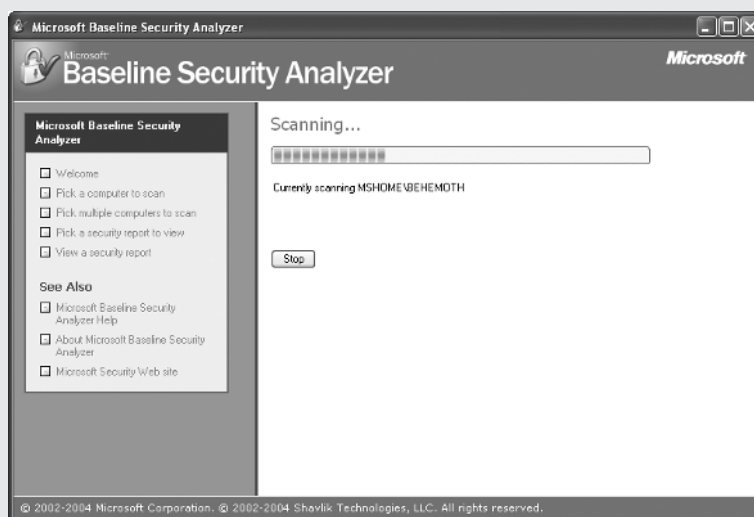 Microsoft Baseline Security Analyzer
Microsoft
Baseline Security Analyzer
Microsoft
Microsoft Baseline Security
Analyzer
Welcome
Pick a computer to scan
Pick multiple computers to scan
Pick a security report to view
View a security report
See Also
Microsoft Baseline Security
Analyzer Help
About Microsoft Baseline Security
Analyzer
Microsoft Security Web site
Scanning...
Currently scanning MSHOME\BEHEMOTH
Stop
© 2002-2004 Microsoft Corporation. © 2002-2004 Shavlik Technologies, LLC. All rights reserved.